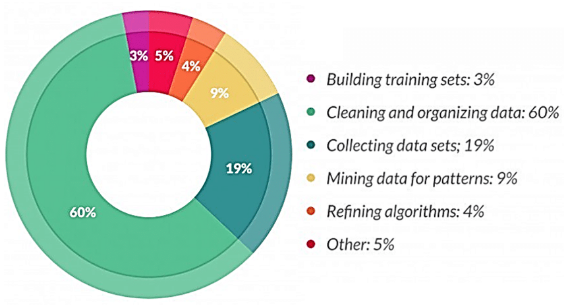 3%
5%
4%
9%
19%
60%
Building training sets: 3%
Cleaning and organizing data: 60%
Collecting data sets; 19%
Mining data for patterns: 9%
Refining algorithms: 4%
Other: 5%